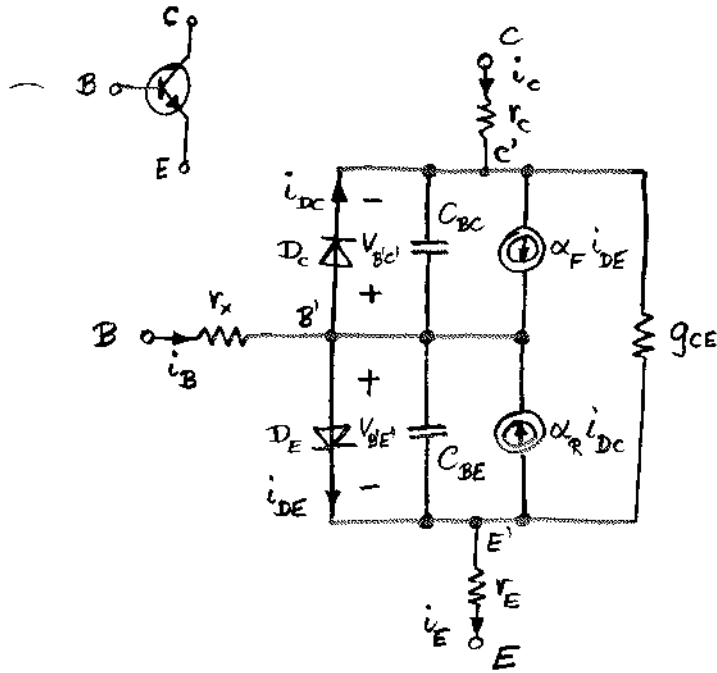 C
B
E
C
i_C
r_C
C'
i_DC
−
C_BC
D_C
V_B'C'
α_F i_DE
+
r_x
B'
B
i_B
g_CE
+
D_E
V_B'E'
α_R i_DC
C_BE
i_DE
−
E'
r_E
i_E
E